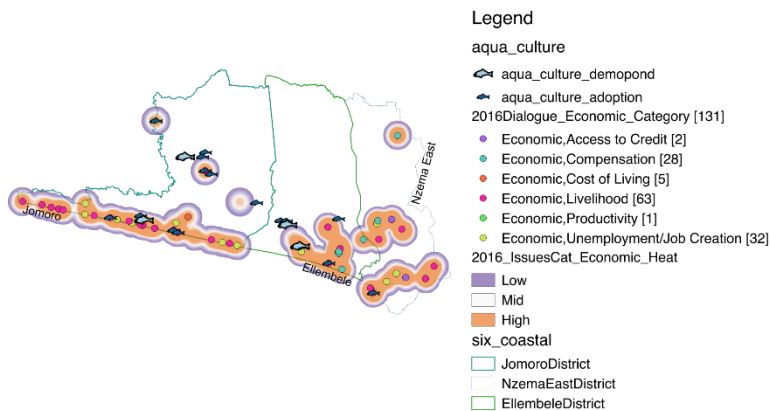 Legend
aqua_culture
aqua_culture_demopond
aqua_culture_adoption
2016Dialogue_Economic_Category [131]
Economic,Access to Credit [2]
Economic,Compensation [28]
Economic,Cost of Living [5]
Economic,Livelihood [63]
Economic,Productivity [1]
Economic,Unemployment/Job Creation [32]
2016_IssuesCat_Economic_Heat
Low
Mid
High
six_coastal
JomoroDistrict
NzemaEastDistrict
EllembeleDistrict
Nzema East
Jomoro
Ellembele